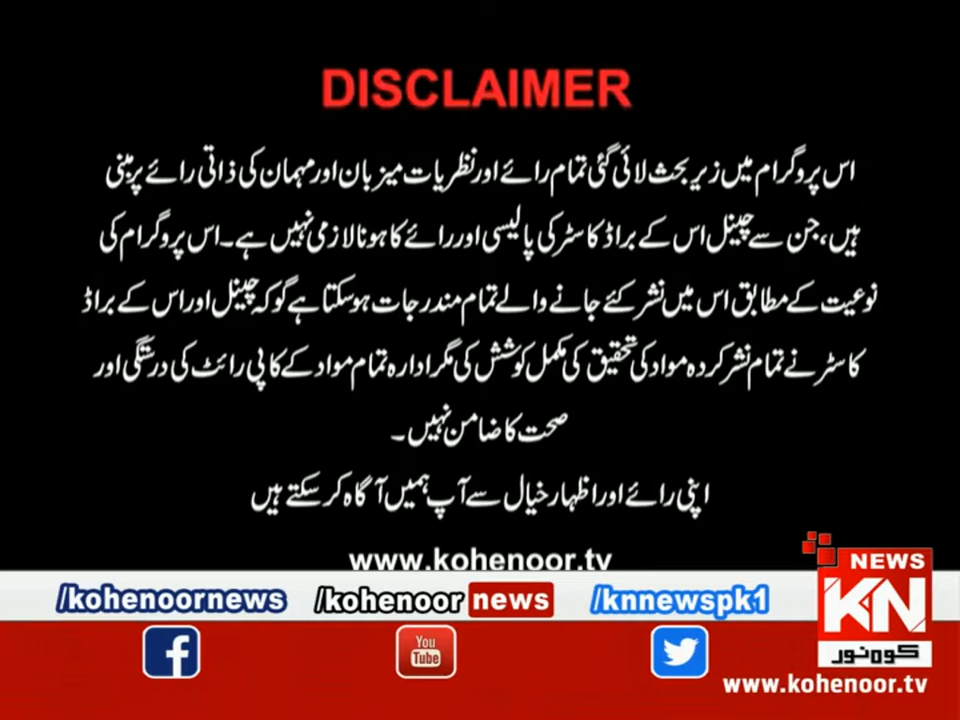 DISCLAIMER
اس پروگرام میں زیر بحث لائی گئی تمام رائے اور نظریات میزبان اور مہمان کی ذاتی رائے پر مبنی
ہیں، جن سے چینل اس کے براڈ کاسٹر کی پالیسی اور رائے کا ہونا لازمی نہیں ہے۔ اس پروگرام کی
نوعیت کے مطابق اس میں نشر کئے جانے والے تمام مندرجات ہو سکتا ہے گو کہ چینل اور اس کے براڈ
کاسٹر نے تمام نشر کردہ مواد کی تحقیق کی مکمل کوشش کی مگر ادارہ تمام مواد کے کاپی رائٹ کی درستگی اور
صحت کا ضامن نہیں۔
اپنی رائے اور اظہار خیال سے آپ ہمیں آگاہ کر سکتے ہیں
www.kohenoor.tv
/kohenoornews /kohenoor news /knnewspk1
f You Tube
NEWS
KN
کوہ نور
www.kohenoor.tv